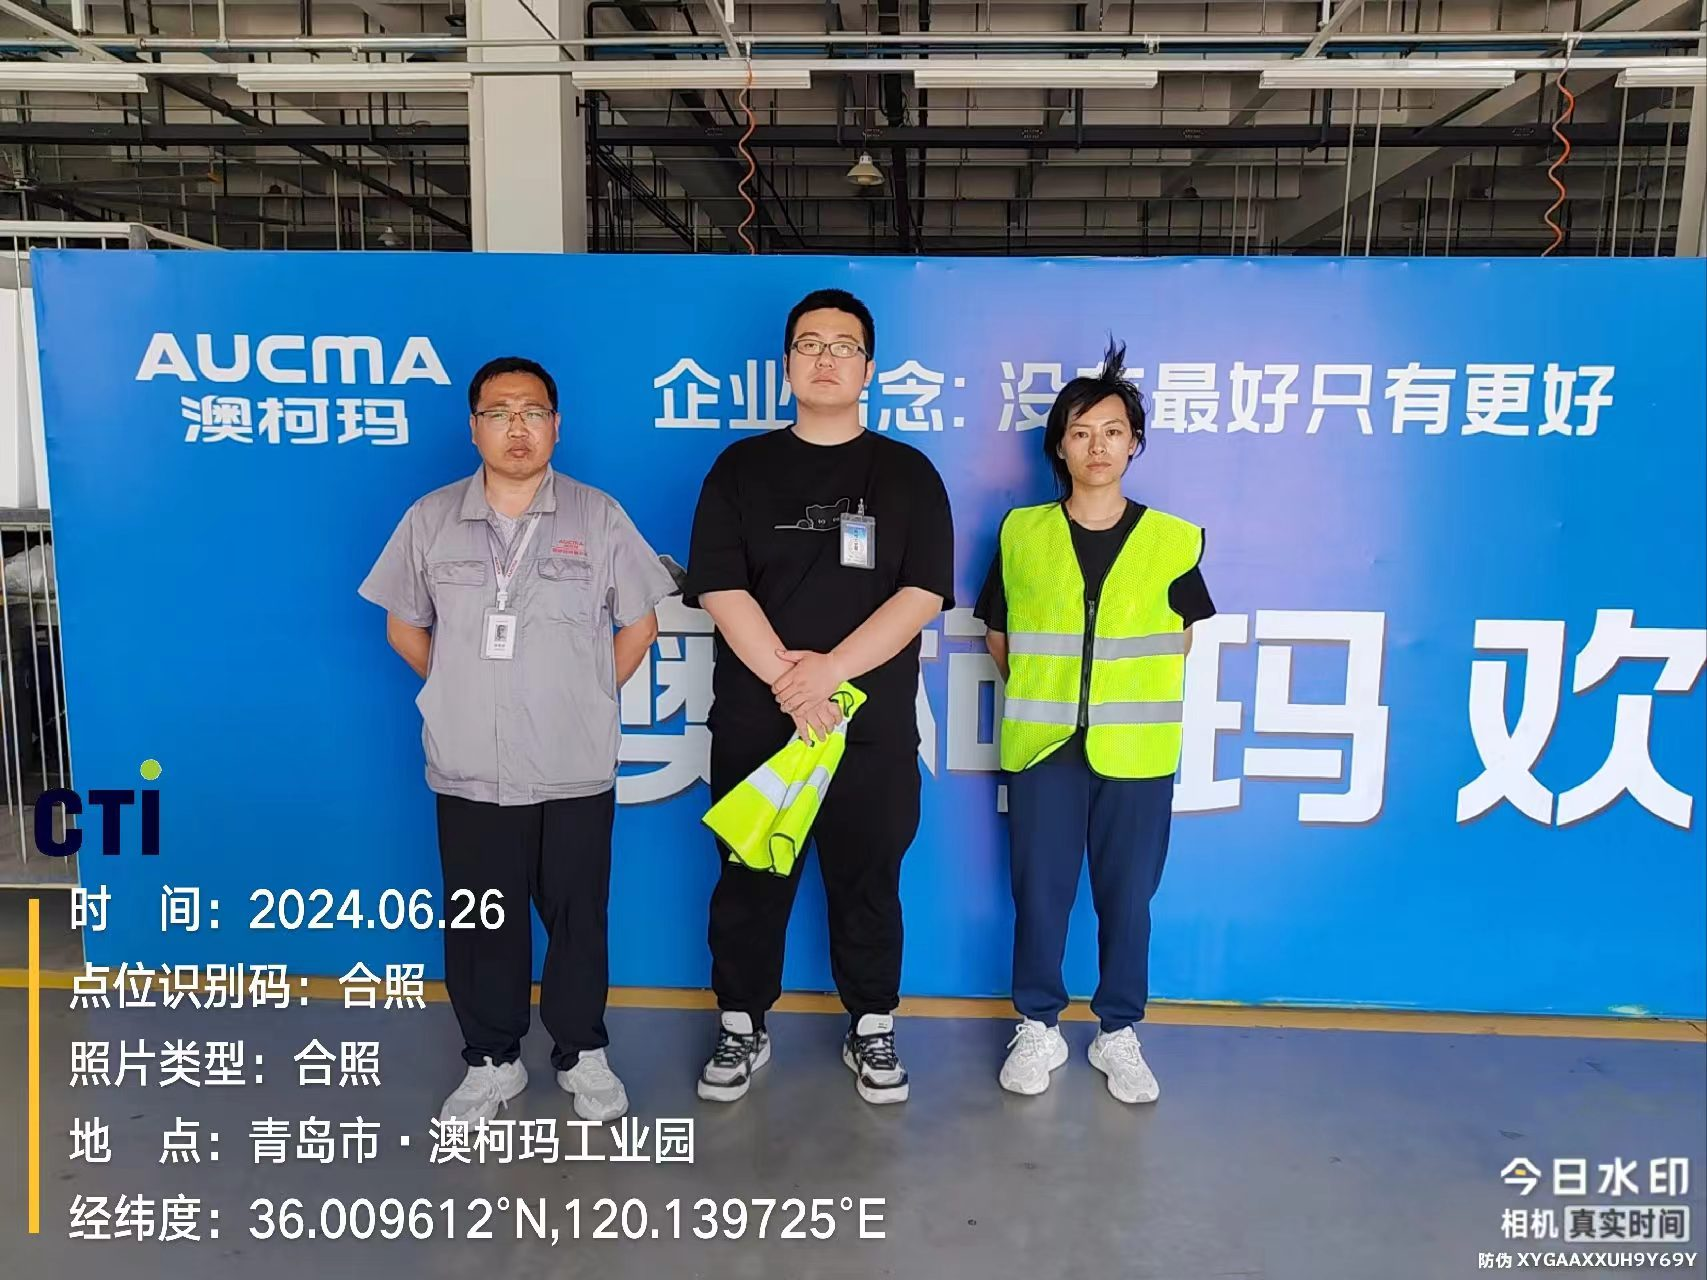 AUCMA
澳柯玛
企业 念：没 最好只有更好
AUCMA
柯玛 欢
CTI
时 间：2024.06.26
点位识别码：合照
照片类型：合照
地 点：青岛市·澳柯玛工业园
经纬度：36.009612°N,120.139725°E
今日水印
相机 真实时间
防伪 XYGAAXXUH9Y69Y